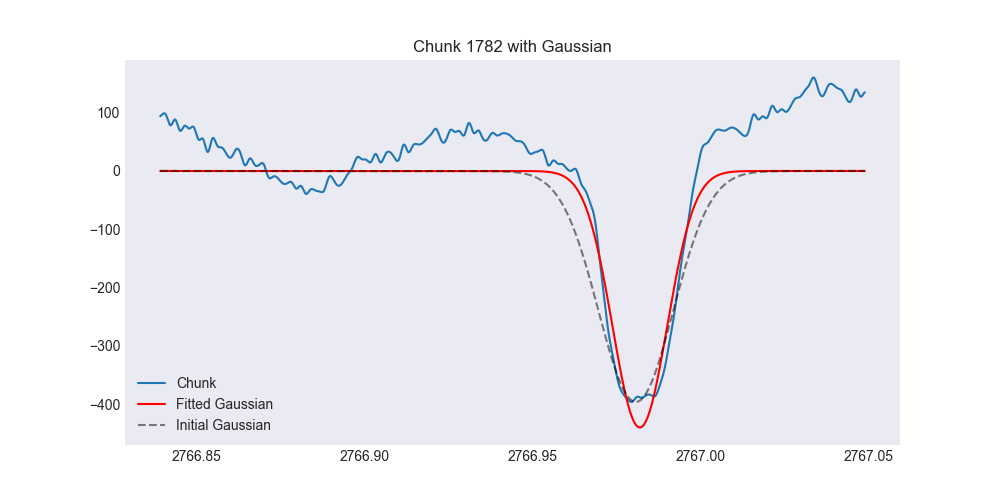 Chunk 1782 with Gaussian
100
0
−100
−200
−300
−400
Chunk
Fitted Gaussian
Initial Gaussian
2766.85 2766.90 2766.95 2767.00 2767.05